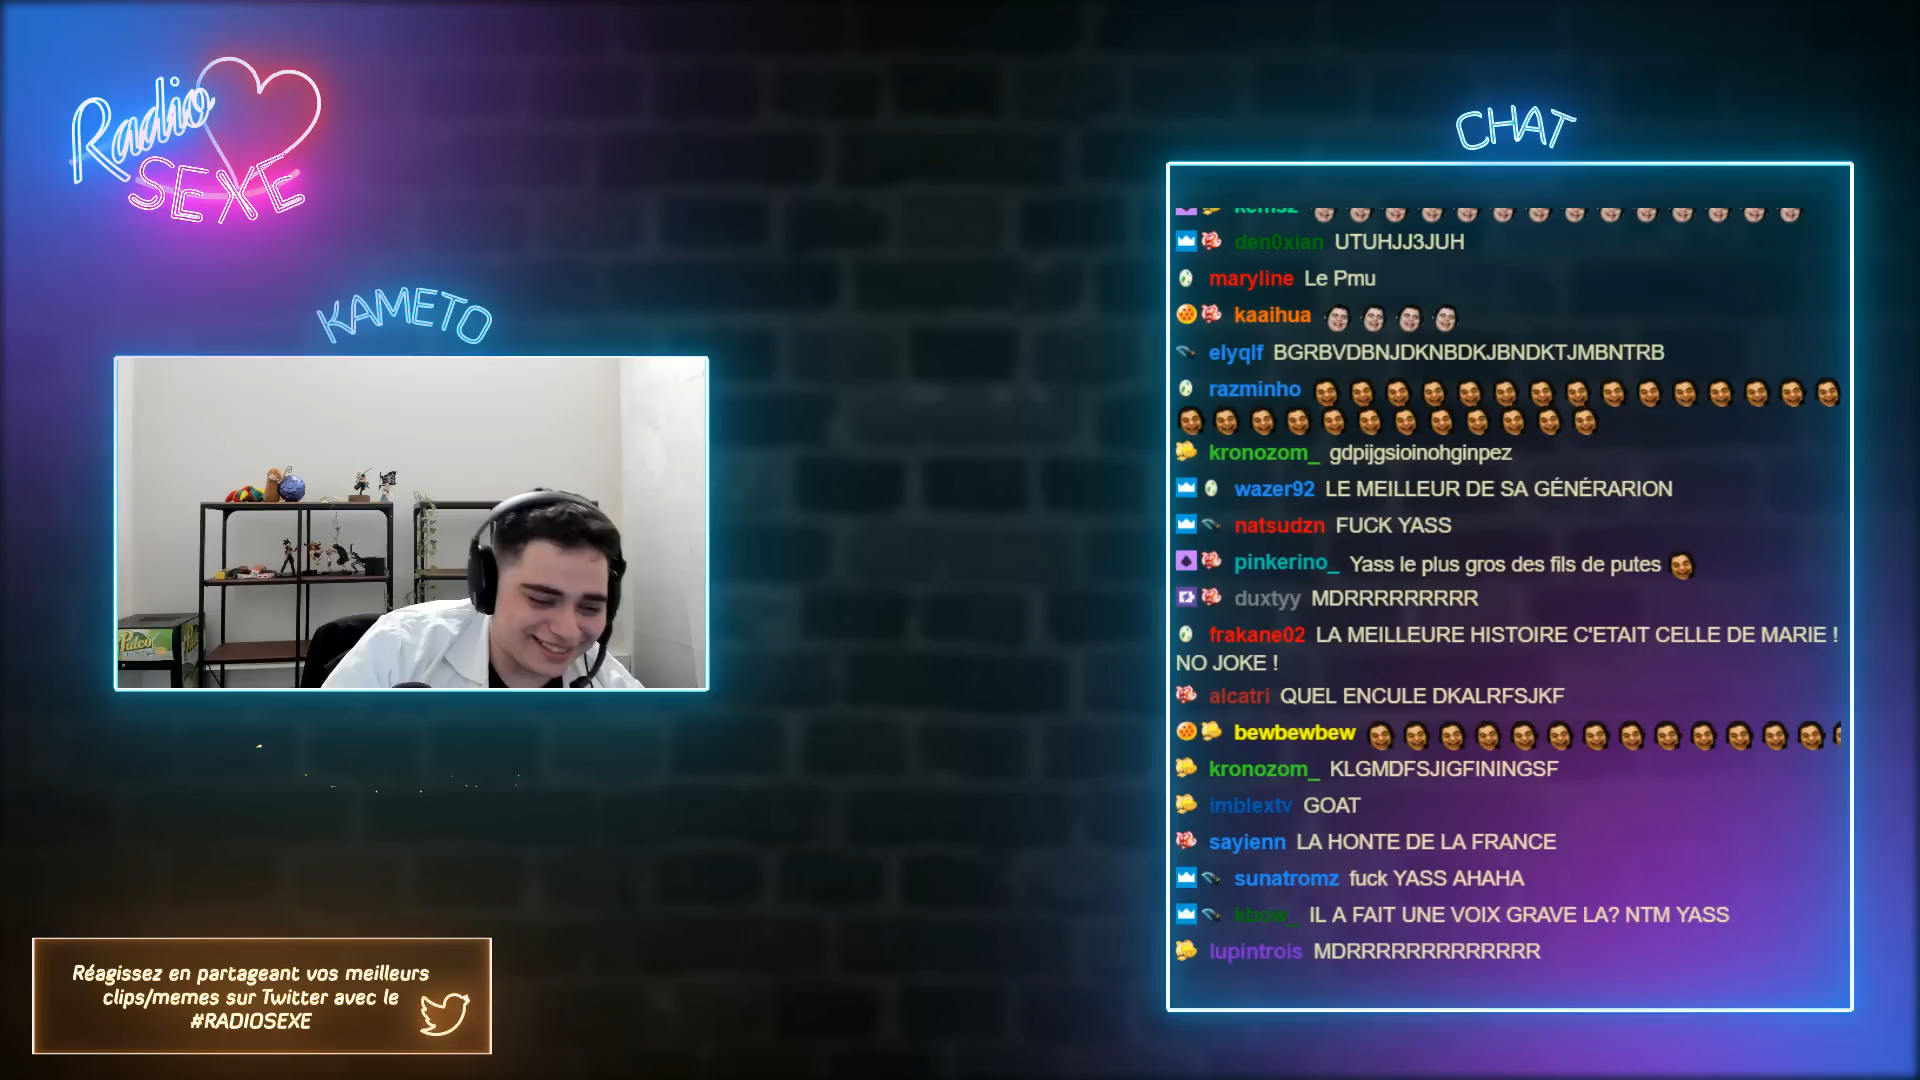 Radio
SEXE
CHAT
KAMETO
den0xian UTUHJJ3JUH
maryline Le Pmu
kaaihua
elyqlf BGRBVDBNJDKNBDKJBNDKTJMBNTRB
razminho
kronozom_ gdpijgsioinohginpez
wazer92 LE MEILLEUR DE SA GÉNÉRARION
natsudzn FUCK YASS
pinkerino_ Yass le plus gros des fils de putes
duxtyy MDRRRRRRRRR
frakane02 LA MEILLEURE HISTOIRE C'ETAIT CELLE DE MARIE !
NO JOKE !
alcatri QUEL ENCULE DKALRFSJKF
bewbewbew
kronozom_ KLGMDFSJIGFININGSF
imblextv GOAT
sayienn LA HONTE DE LA FRANCE
sunatromz fuck YASS AHAHA
kbow_ IL A FAIT UNE VOIX GRAVE LA? NTM YASS
lupintrois MDRRRRRRRRRRRRRR
Pulco
Réagissez en partageant vos meilleurs
clips/memes sur Twitter avec le
#RADIOSEXE